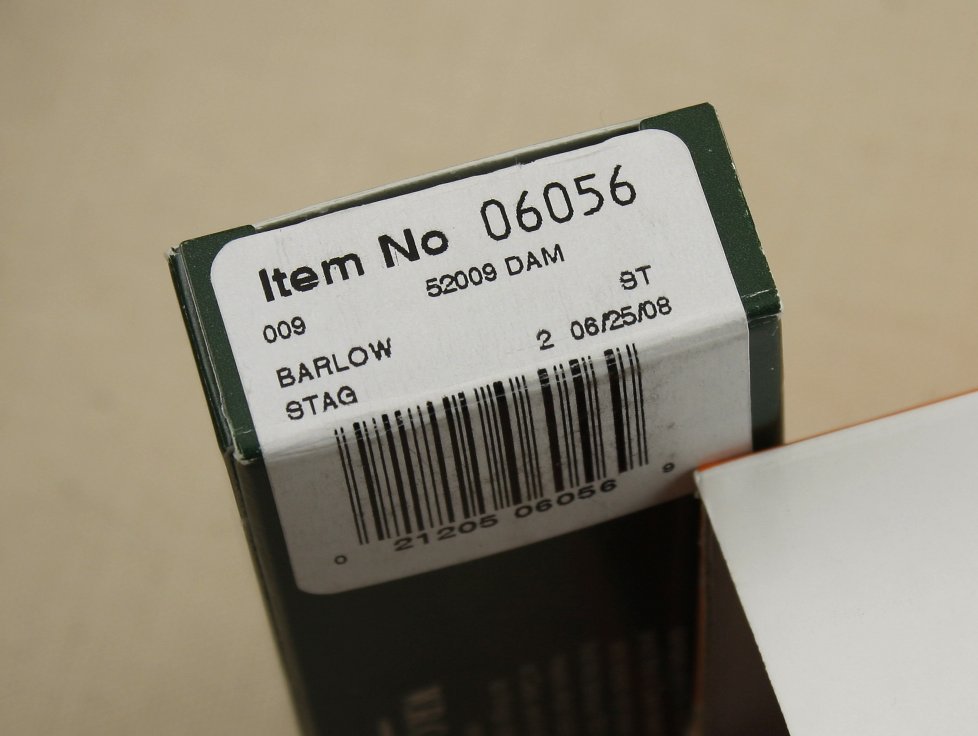 Item No 06056
52009 DAM
009 ST
BARLOW 2 06/25/08
STAG
0 21205 06056 9